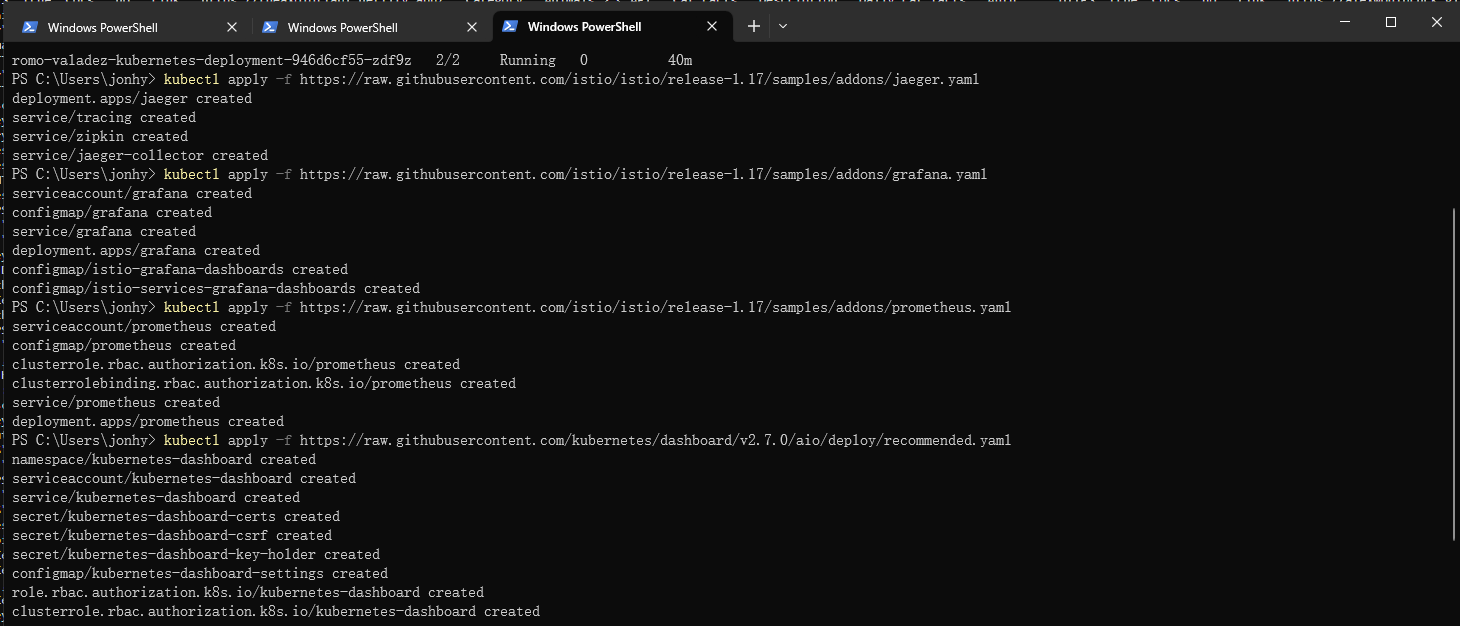 Windows PowerShell
Windows PowerShell
Windows PowerShell
romo-valadez-kubernetes-deployment-946d6cf55-zdf9z   2/2     Running   0          40m
PS C:\Users\jonhy> kubectl apply -f https://raw.githubusercontent.com/istio/istio/release-1.17/samples/addons/jaeger.yaml
deployment.apps/jaeger created
service/tracing created
service/zipkin created
service/jaeger-collector created
PS C:\Users\jonhy> kubectl apply -f https://raw.githubusercontent.com/istio/istio/release-1.17/samples/addons/grafana.yaml
serviceaccount/grafana created
configmap/grafana created
service/grafana created
deployment.apps/grafana created
configmap/istio-grafana-dashboards created
configmap/istio-services-grafana-dashboards created
PS C:\Users\jonhy> kubectl apply -f https://raw.githubusercontent.com/istio/istio/release-1.17/samples/addons/prometheus.yaml
serviceaccount/prometheus created
configmap/prometheus created
clusterrole.rbac.authorization.k8s.io/prometheus created
clusterrolebinding.rbac.authorization.k8s.io/prometheus created
service/prometheus created
deployment.apps/prometheus created
PS C:\Users\jonhy> kubectl apply -f https://raw.githubusercontent.com/kubernetes/dashboard/v2.7.0/aio/deploy/recommended.yaml
namespace/kubernetes-dashboard created
serviceaccount/kubernetes-dashboard created
service/kubernetes-dashboard created
secret/kubernetes-dashboard-certs created
secret/kubernetes-dashboard-csrf created
secret/kubernetes-dashboard-key-holder created
configmap/kubernetes-dashboard-settings created
role.rbac.authorization.k8s.io/kubernetes-dashboard created
clusterrole.rbac.authorization.k8s.io/kubernetes-dashboard created